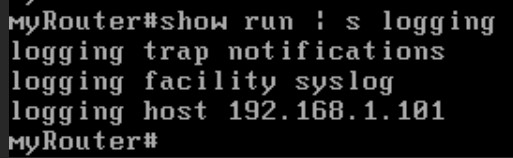 myRouter#show run | s logging
logging trap notifications
logging facility syslog
logging host 192.168.1.101
myRouter#